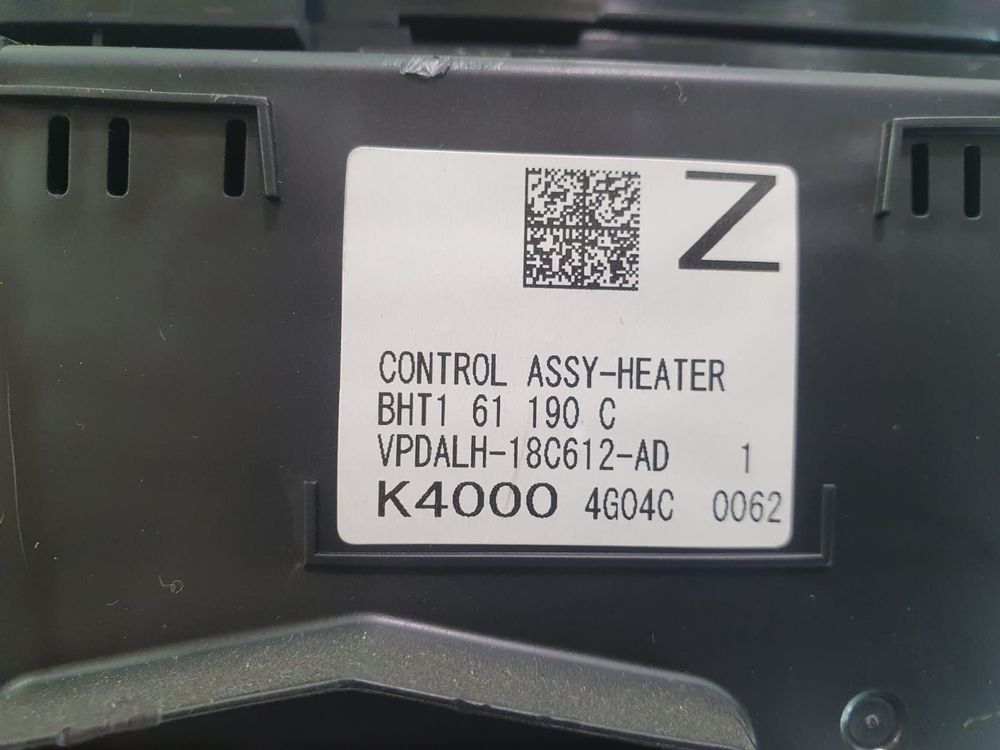 Z
CONTROL ASSY-HEATER
BHT1 61 190 C
VPDALH-18C612-AD 1
K4000 4G04C 0062